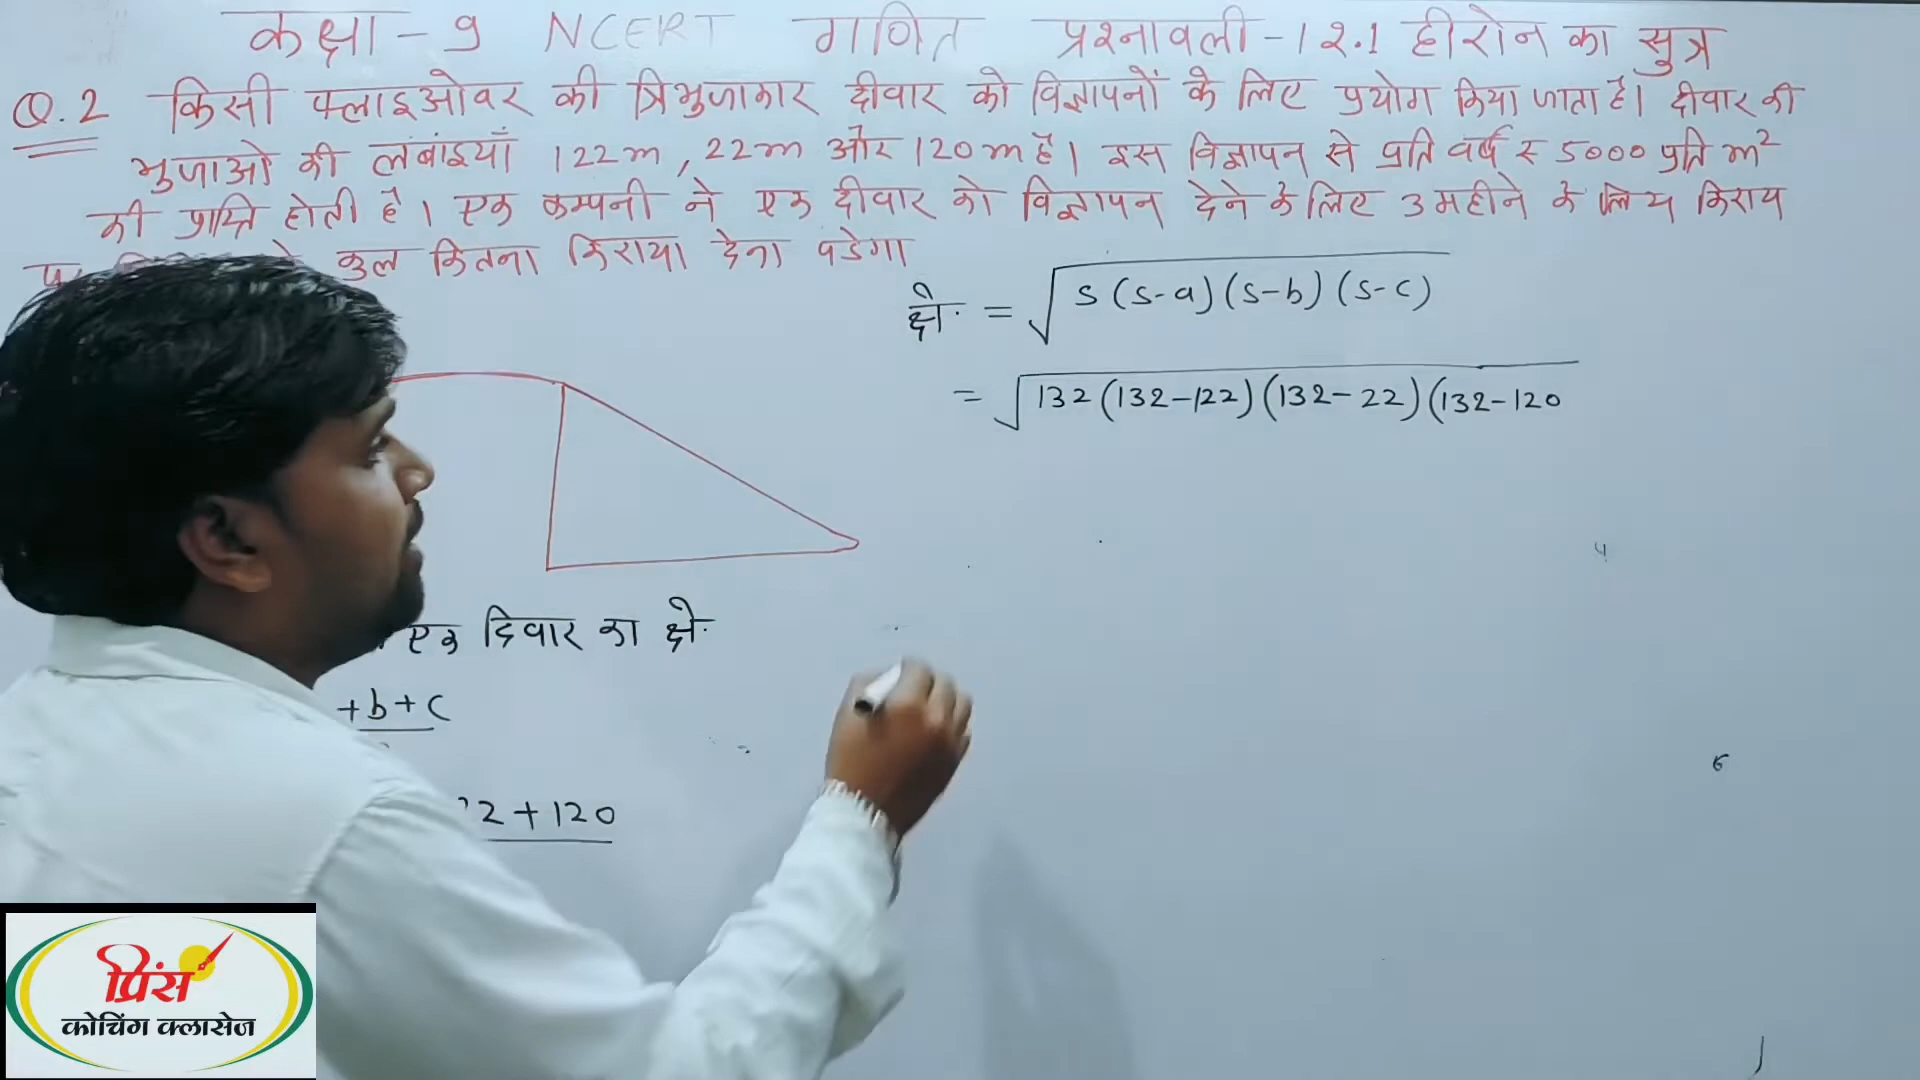 कक्षा - 9 NCERT गणित प्रश्नावली - 12.1 हीरोन का सुत्र
Q.2 किसी फ्लाइओवर की त्रिभुजाकार दीवार को विज्ञापनों के लिए प्रयोग किया जाता है। दीवार की
भुजाओ की लंबाइयाँ 122m, 22m और 120m है। इस विज्ञापन से प्रति वर्ष ₹ 5000 प्रति m²
की प्राप्ति होती है। एक कम्पनी ने एक दीवार को विज्ञापन देने के लिए 3 महीने के लिय किराय
कुल कितना किराया देना पडेगा
क्षे. = √s(s-a)(s-b)(s-c)
= √132(132-122)(132-22)(132-120
एक दिवार का क्षे.
+b+c
22+120
प्रिंस
कोचिंग क्लासेज